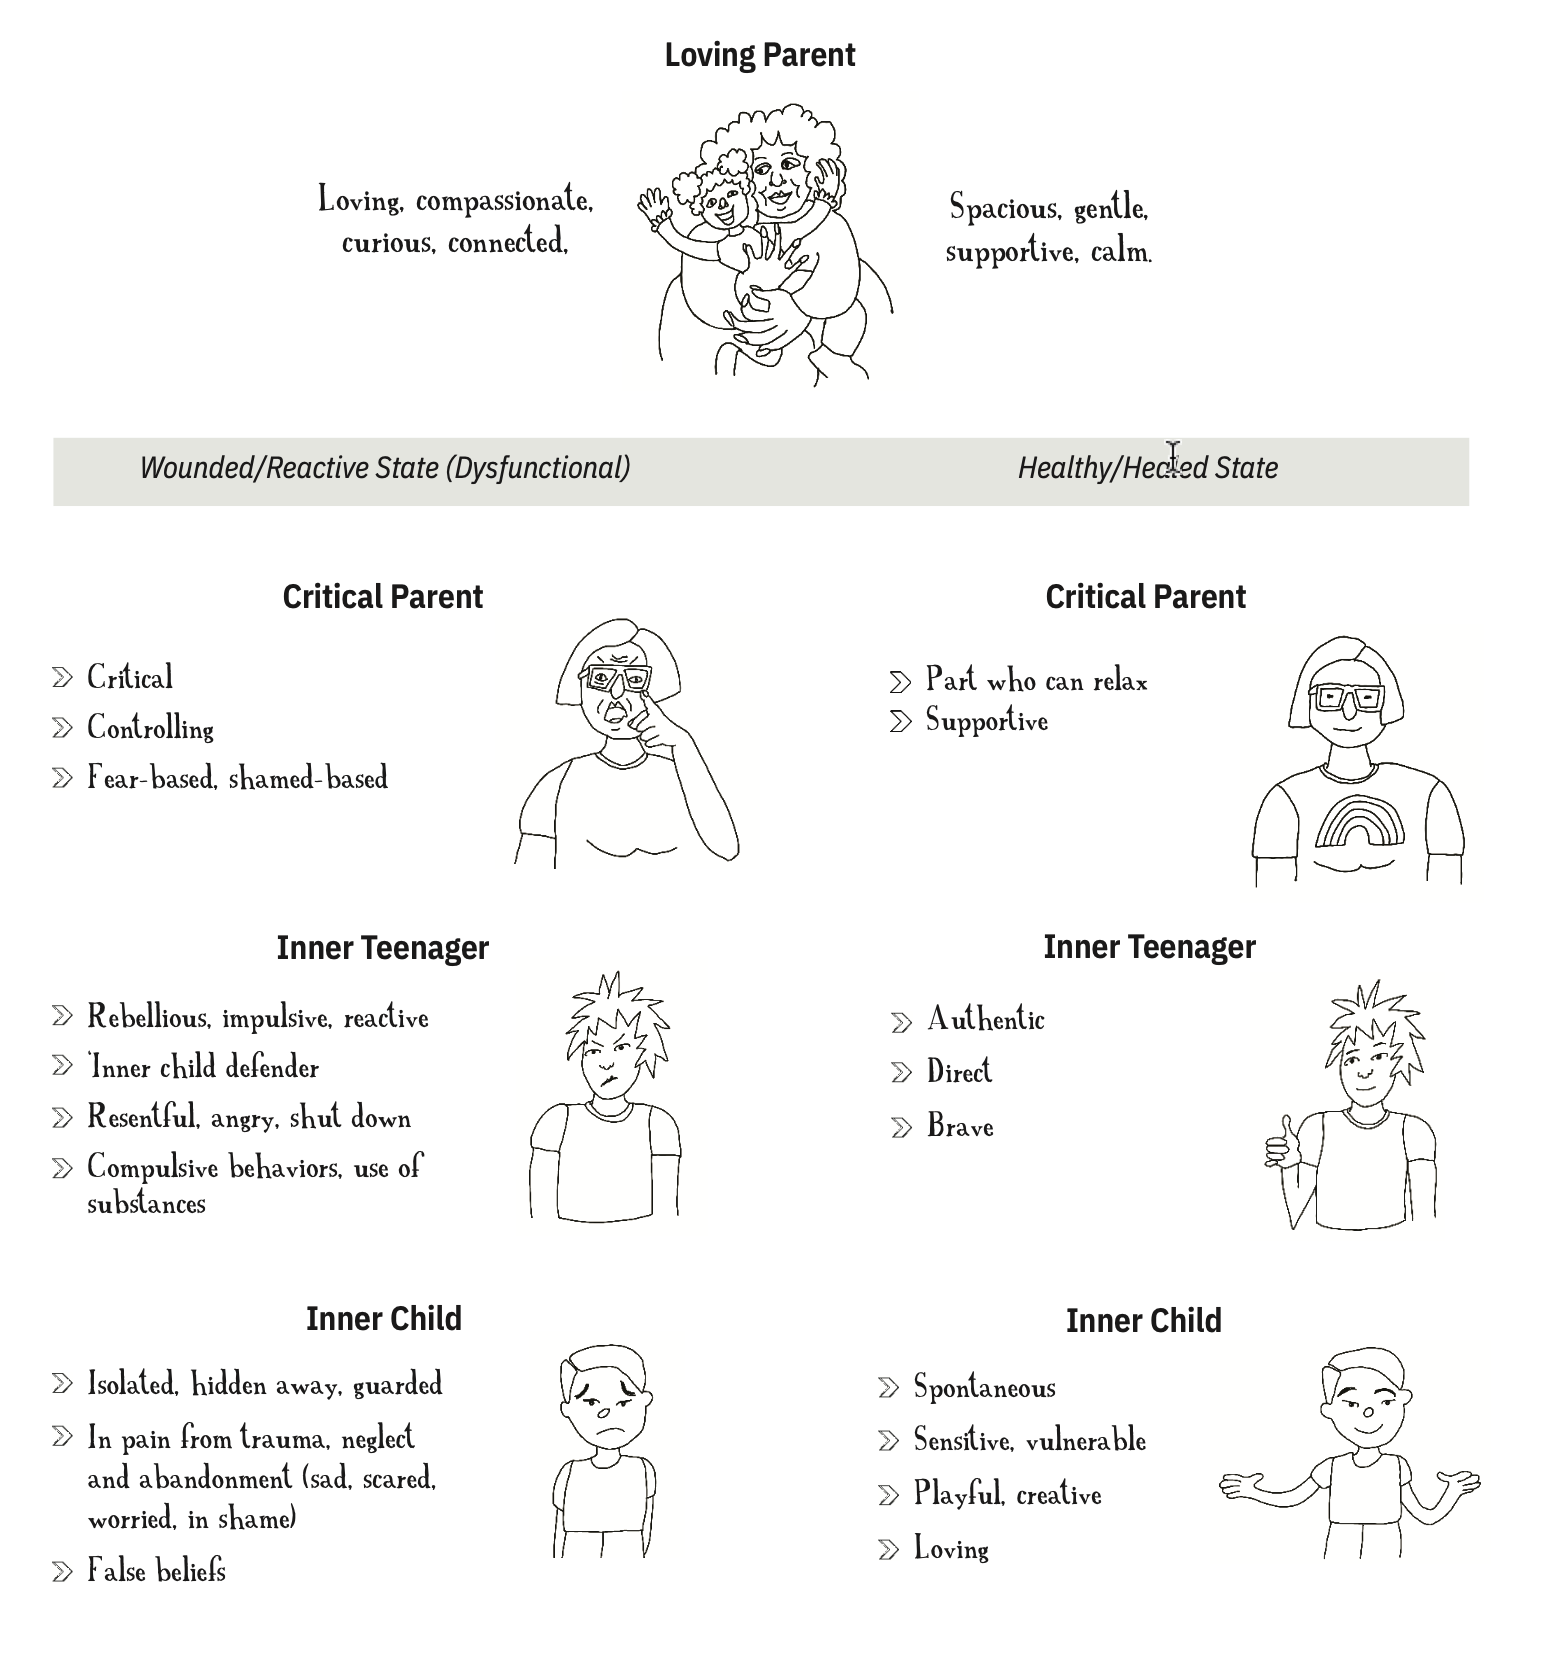 Loving Parent
Loving, compassionate,
curious, connected,
Spacious, gentle,
supportive, calm.
Wounded/Reactive State (Dysfunctional)
Healthy/Healed State
Critical Parent
Critical
Controlling
Fear-based, shamed-based
Critical Parent
Part who can relax
Supportive
Inner Teenager
Rebellious, impulsive, reactive
'Inner child defender
Resentful, angry, shut down
Compulsive behaviors, use of
substances
Inner Teenager
Authentic
Direct
Brave
Inner Child
Isolated, hidden away, guarded
In pain from trauma, neglect
and abandonment (sad, scared,
worried, in shame)
False beliefs
Inner Child
Spontaneous
Sensitive, vulnerable
Playful, creative
Loving